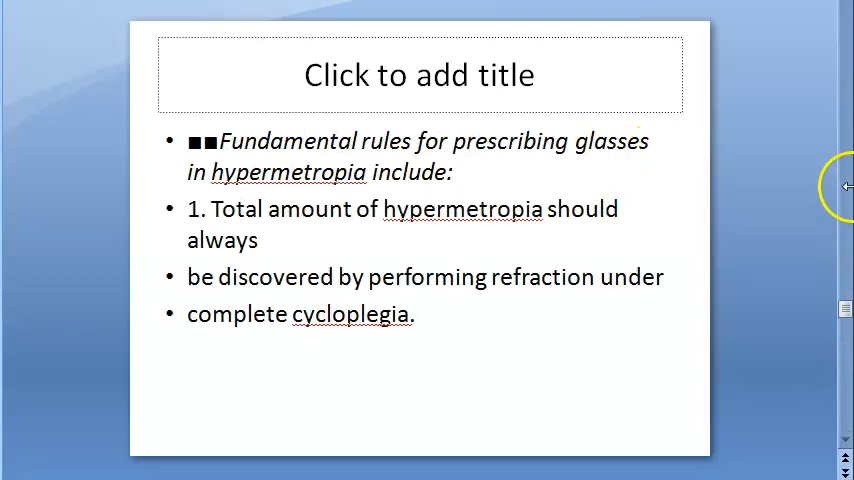 Click to add title
• ■■Fundamental rules for prescribing glasses
in hypermetropia include:
• 1. Total amount of hypermetropia should
always
• be discovered by performing refraction under
• complete cycloplegia.